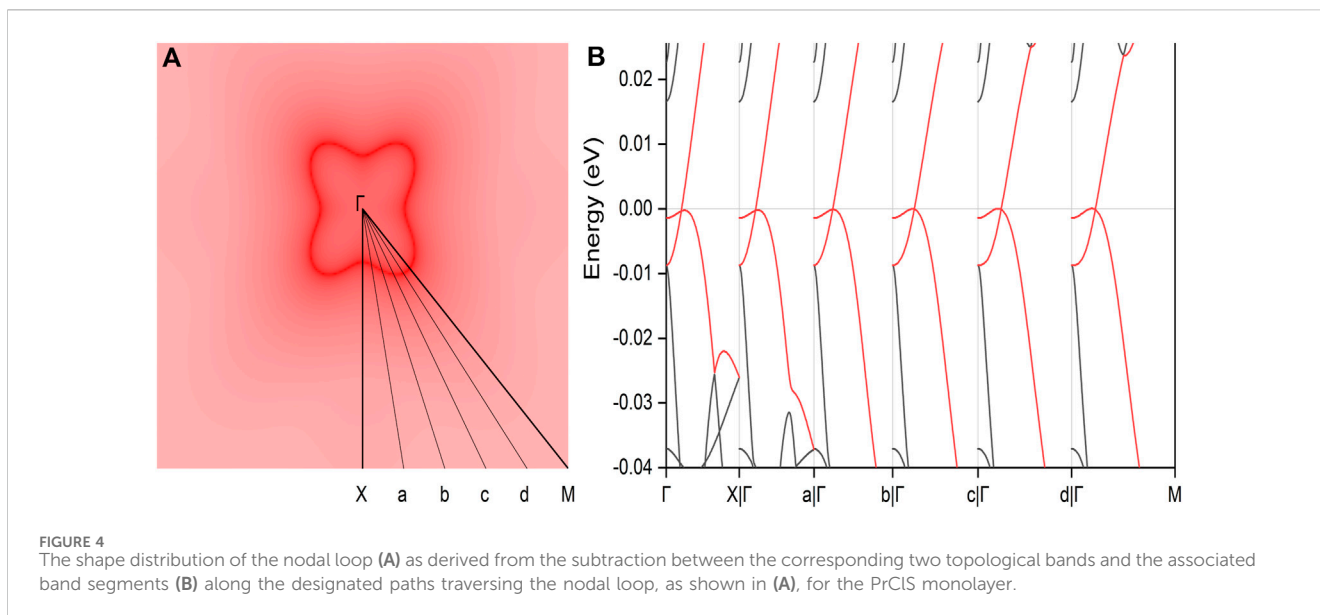 A
Γ
X a b c d M
B
Energy (eV)
0.02
0.01
0.00
-0.01
-0.02
-0.03
-0.04
Γ X|Γ a|Γ b|Γ c|Γ d|Γ M
FIGURE 4
The shape distribution of the nodal loop (A) as derived from the subtraction between the corresponding two topological bands and the associated
band segments (B) along the designated paths traversing the nodal loop, as shown in (A), for the PrClS monolayer.